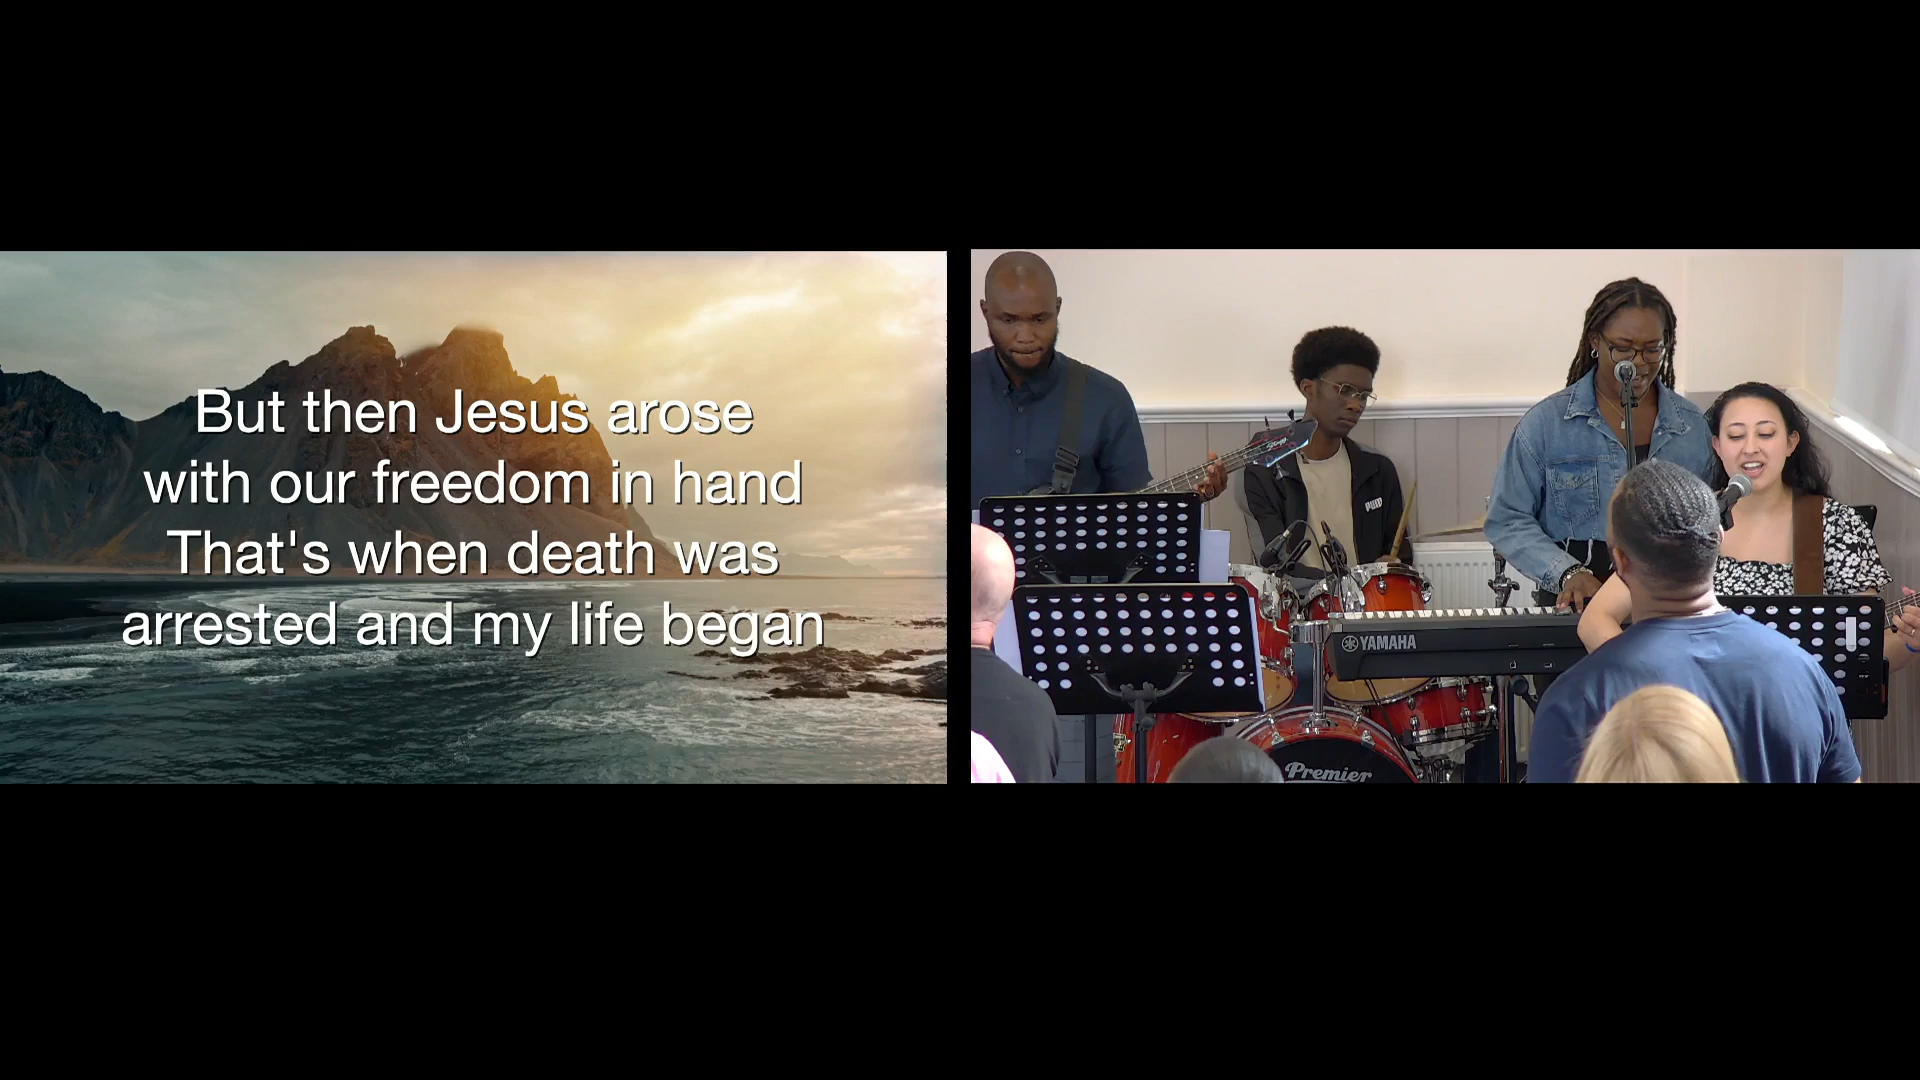 But then Jesus arose
with our freedom in hand
That's when death was
arrested and my life began
PUMA
YAMAHA
Premier